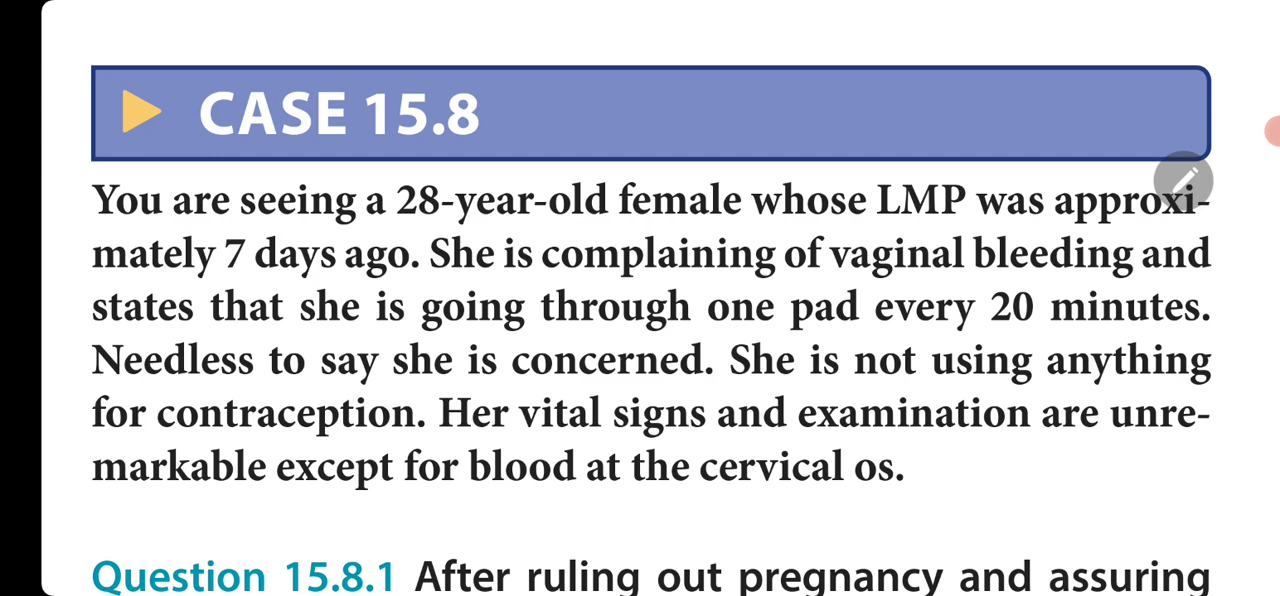 CASE 15.8
You are seeing a 28-year-old female whose LMP was approxi-
mately 7 days ago. She is complaining of vaginal bleeding and
states that she is going through one pad every 20 minutes.
Needless to say she is concerned. She is not using anything
for contraception. Her vital signs and examination are unre-
markable except for blood at the cervical os.
Question 15.8.1 After ruling out pregnancy and assuring